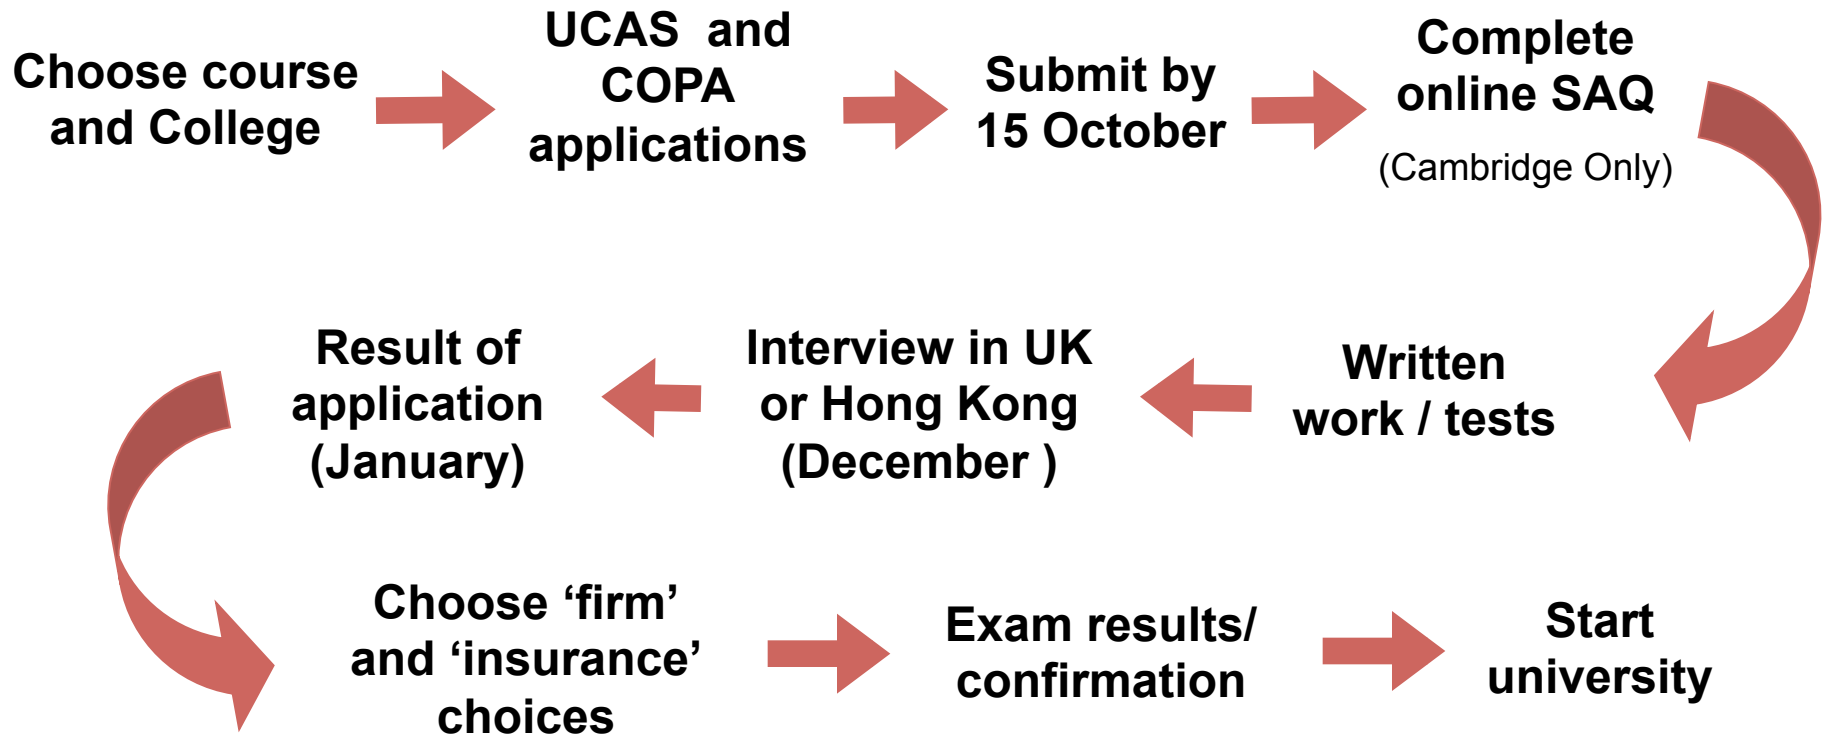 Choose course
and College
UCAS  and
COPA
applications
Submit by
15 October
Complete
online SAQ
(Cambridge Only)
Written
work / tests
Interview in UK
or Hong Kong
(December )
Result of
application
(January)
Choose ‘firm’
and ‘insurance’
choices
Exam results/
confirmation
Start
university